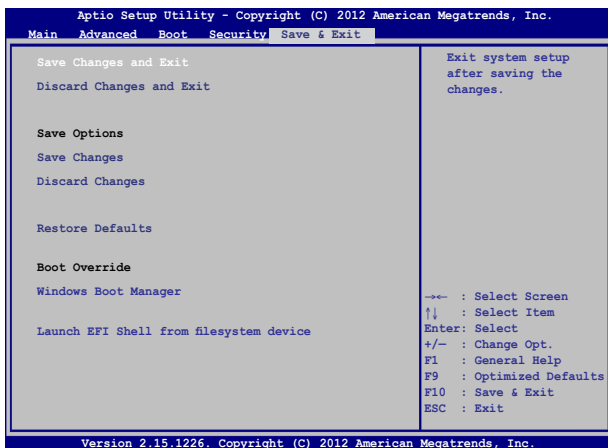 Aptio Setup Utility - Copyright (C) 2012 American Megatrends, Inc.
Main Advanced Boot Security Save & Exit
Save Changes and Exit
Discard Changes and Exit
Save Options
Save Changes
Discard Changes
Restore Defaults
Boot Override
Windows Boot Manager
Launch EFI Shell from filesystem device
Exit system setup
after saving the
changes.
→← : Select Screen
↑↓ : Select Item
Enter: Select
+/— : Change Opt.
F1 : General Help
F9 : Optimized Defaults
F10 : Save & Exit
ESC : Exit
Version 2.15.1226. Copyright (C) 2012 American Megatrends, Inc.